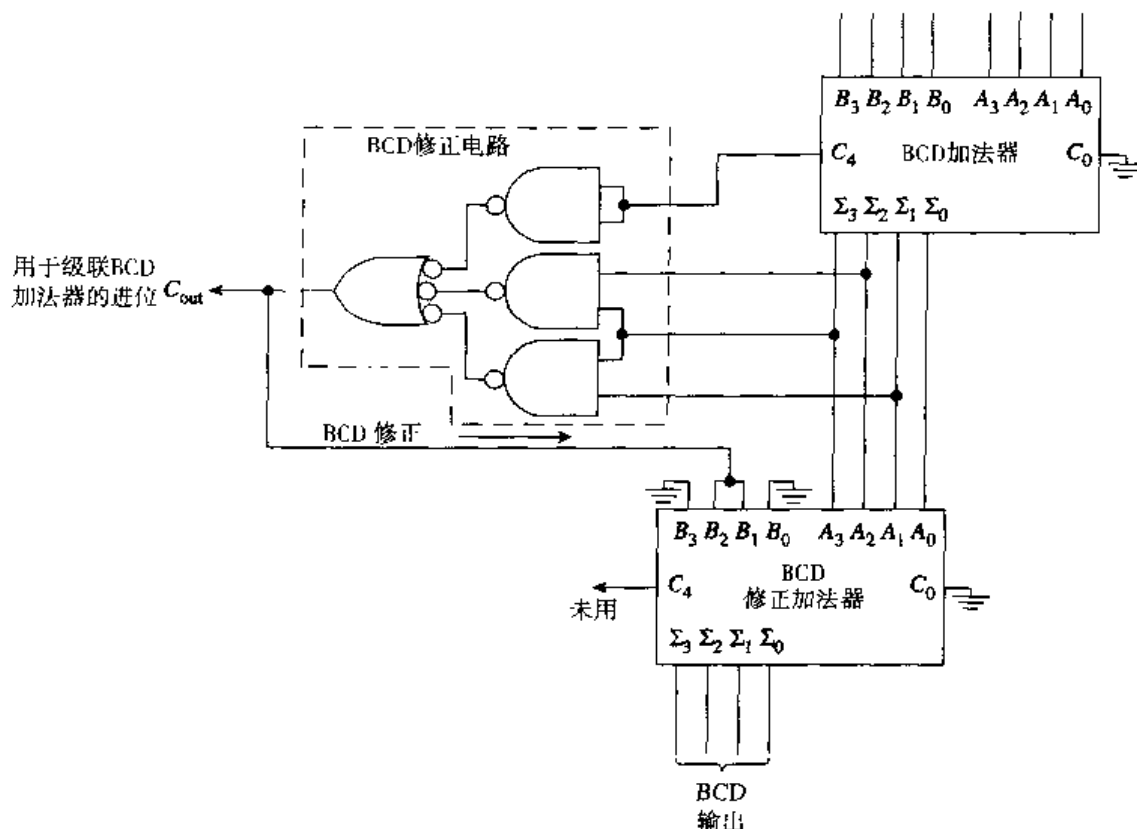 B₃ B₂ B₁ B₀ A₃ A₂ A₁ A₀
C₄ BCD加法器 C₀
Σ₃ Σ₂ Σ₁ Σ₀
BCD修正电路
用于级联BCD
加法器的进位 Cout
BCD 修正
B₃ B₂ B₁ B₀ A₃ A₂ A₁ A₀
C₄ BCD C₀
修正加法器
未用
Σ₃ Σ₂ Σ₁ Σ₀
BCD
输出